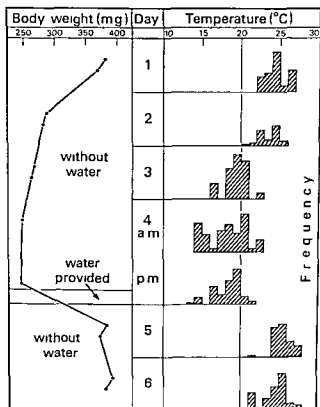 Body weight (mg) Day Temperature (°C)
250 300 350 400 10 15 20 25 30
1
2
without
water
3
4
am
water
provided
pm
without
water
5
6
Frequency